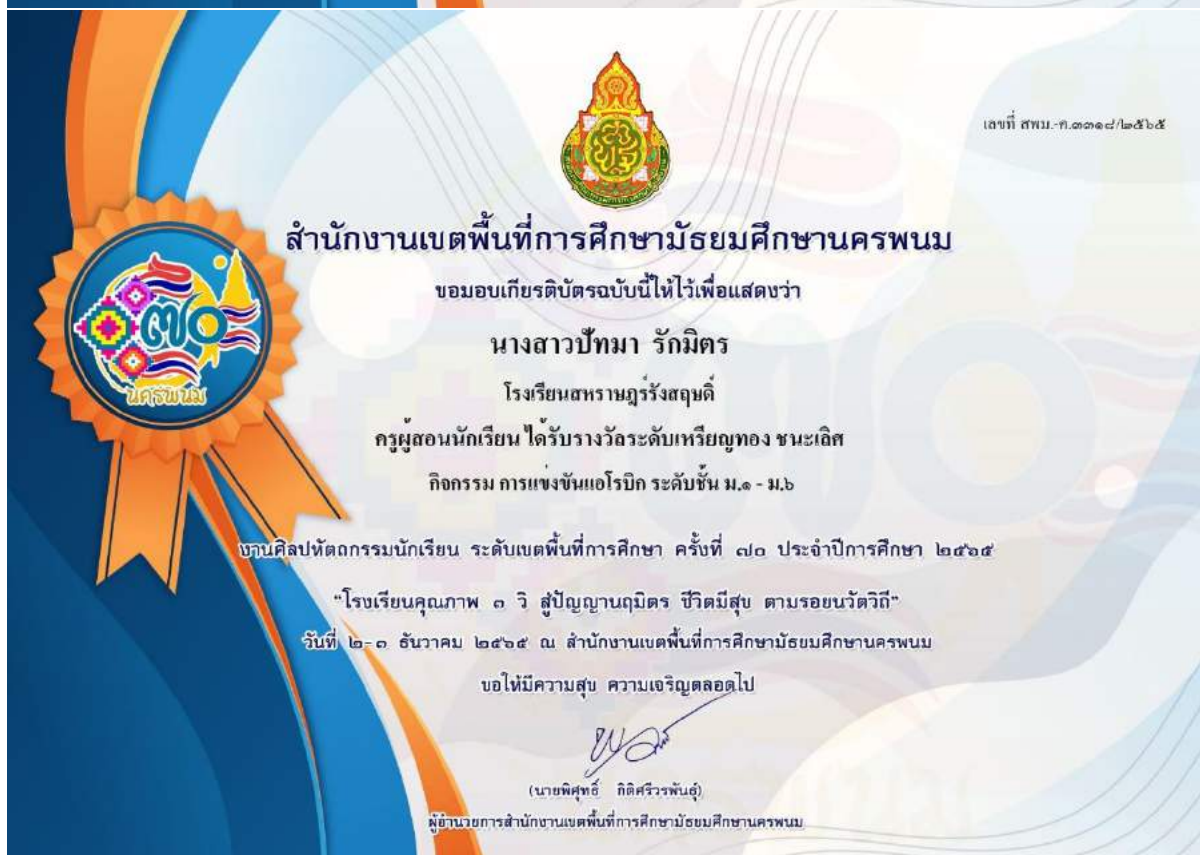 เลขที่ สพม.-ค.๓๓๑๘/๒๕๖๕
สำนักงานเขตพื้นที่การศึกษามัธยมศึกษานครพนม
ขอมอบเกียรติบัตรฉบับนี้ให้ไว้เพื่อแสดงว่า
นางสาวปัทมา รักมิตร
โรงเรียนสหราษฎร์รังสฤษดิ์
ครูผู้สอนนักเรียน ได้รับรางวัลระดับเหรียญทอง ชนะเลิศ
กิจกรรม การแข่งขันแอโรบิก ระดับชั้น ม.๑ - ม.๖
๗๐
นครพนม
งานศิลปหัตถกรรมนักเรียน ระดับเขตพื้นที่การศึกษา ครั้งที่ ๗๐ ประจำปีการศึกษา ๒๕๖๕
"โรงเรียนคุณภาพ ๓ วิ สู่ปัญญานฤมิตร ชีวิตมีสุข ตามรอยนวัตวิถี"
วันที่ ๒-๓ ธันวาคม ๒๕๖๕ ณ สำนักงานเขตพื้นที่การศึกษามัธยมศึกษานครพนม
ขอให้มีความสุข ความเจริญตลอดไป
(นายพิศุทธิ์ กิติศรีวรพันธุ์)
ผู้อำนวยการสำนักงานเขตพื้นที่การศึกษามัธยมศึกษานครพนม